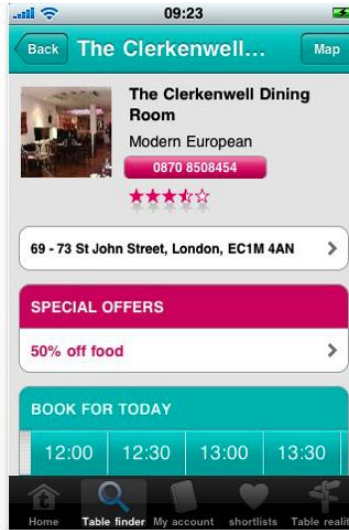 09:23
Back The Clerkenwell... Map
The Clerkenwell Dining
Room
Modern European
0870 8508454
69 - 73 St John Street, London, EC1M 4AN
SPECIAL OFFERS
50% off food
BOOK FOR TODAY
12:00 12:30 13:00 13:30
Home Table finder My account shortlists Table realit